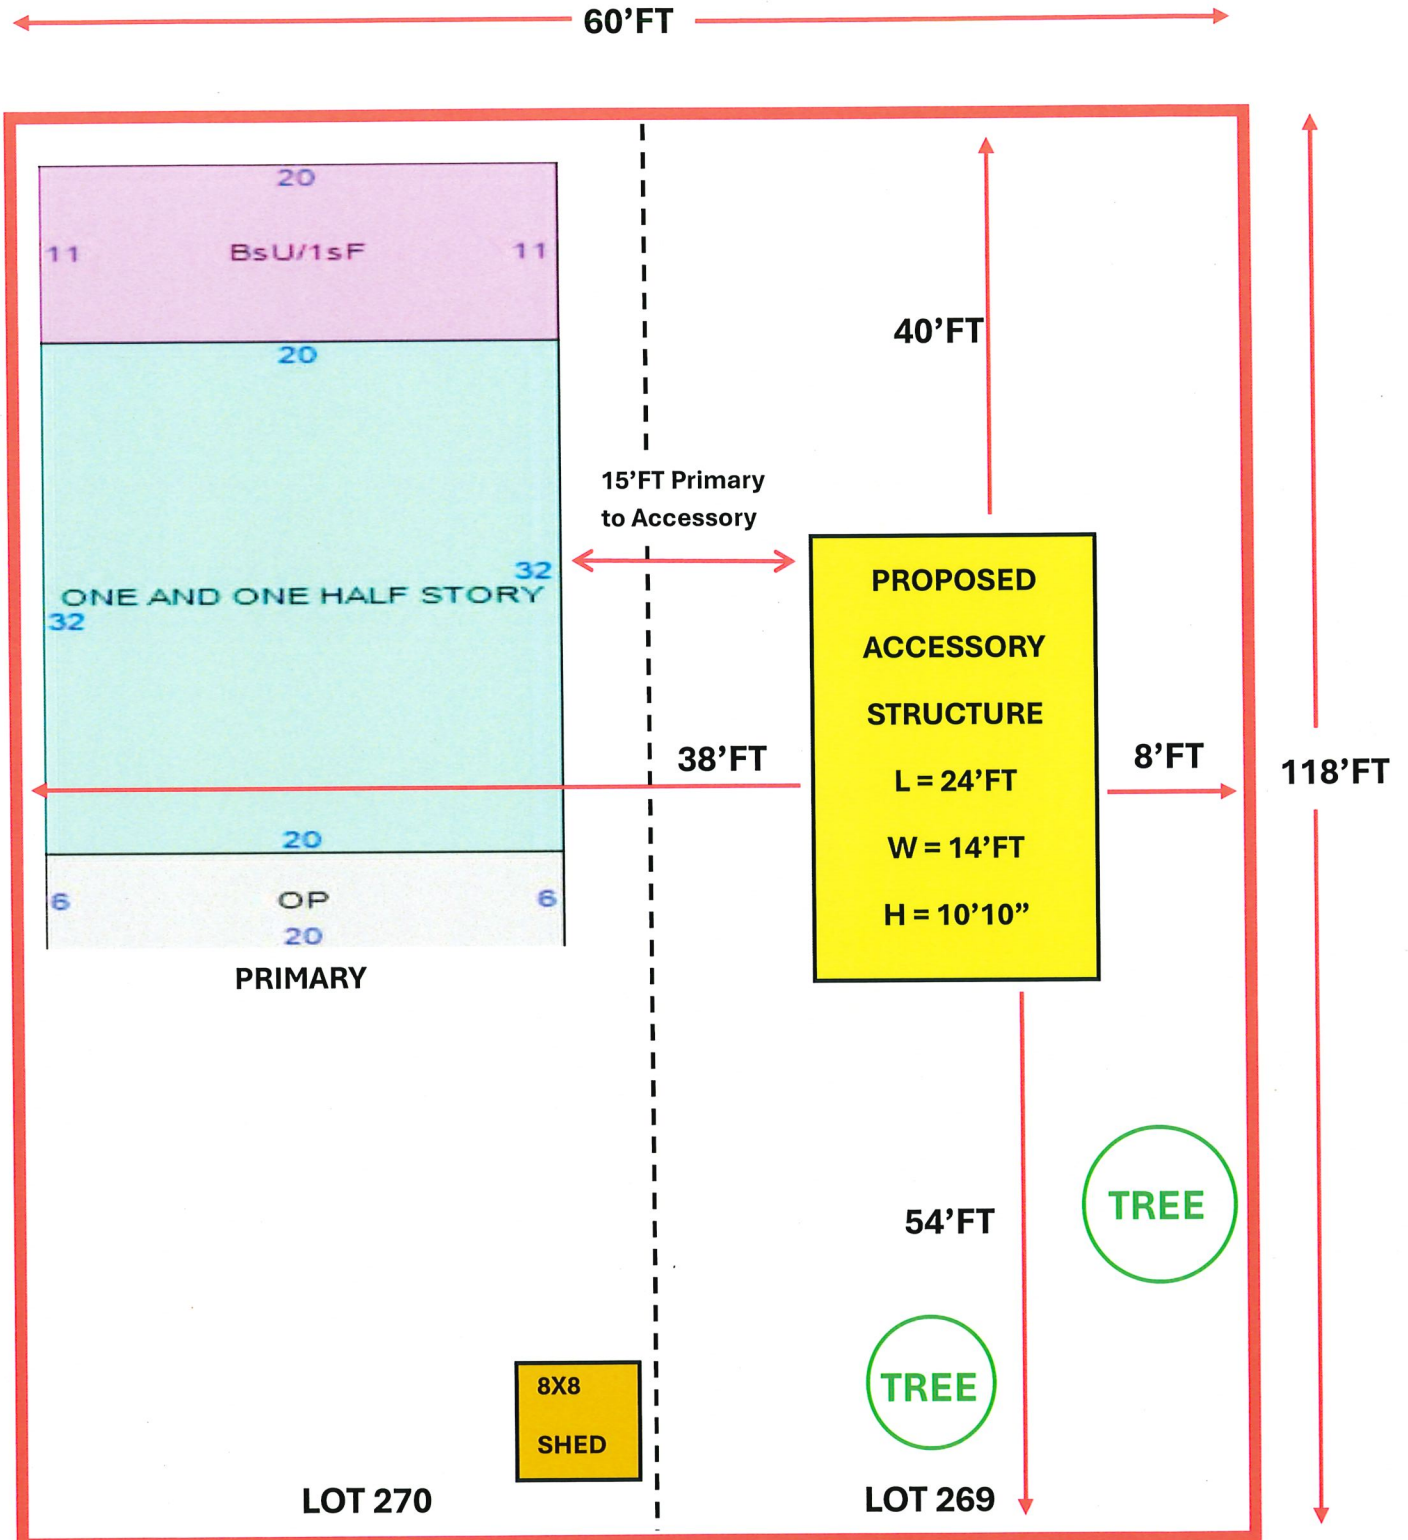 60'FT
20
11 BsU/1sF 11
20
40'FT
15'FT Primary
to Accessory
32
ONE AND ONE HALF STORY
32
PROPOSED
ACCESSORY
STRUCTURE
L = 24'FT
W = 14'FT
H = 10'10”
38'FT
8'FT
118'FT
20
6 OP 6
20
PRIMARY
54'FT
TREE
TREE
8X8
SHED
LOT 270
LOT 269